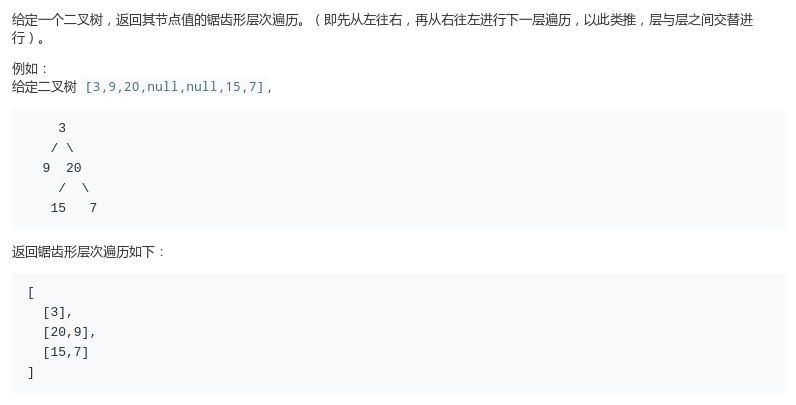 给定一个二叉树，返回其节点值的锯齿形层次遍历。（即先从左往右，再从右往左进行下一层遍历，以此类推，层与层之间交替进
行）。
例如：
给定二叉树 [3,9,20,null,null,15,7],
    3
   / \
  9  20
    /  \
   15   7
返回锯齿形层次遍历如下：
[
  [3],
  [20,9],
  [15,7]
]